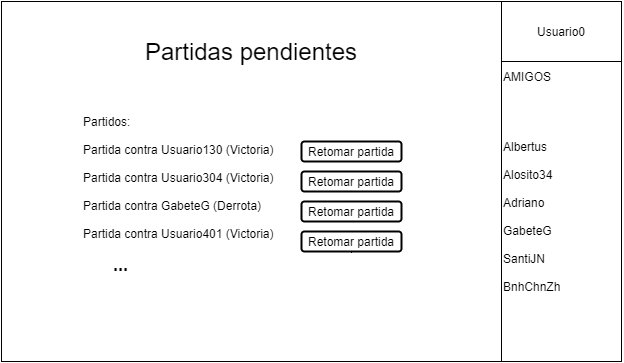 Partidas pendientes
Partidos:
Partida contra Usuario130 (Victoria) Retomar partida
Partida contra Usuario304 (Victoria) Retomar partida
Partida contra GabeteG (Derrota) Retomar partida
Partida contra Usuario401 (Victoria) Retomar partida
...
Usuario0
AMIGOS
Albertus
Alosito34
Adriano
GabeteG
SantiJN
BnhChnZh